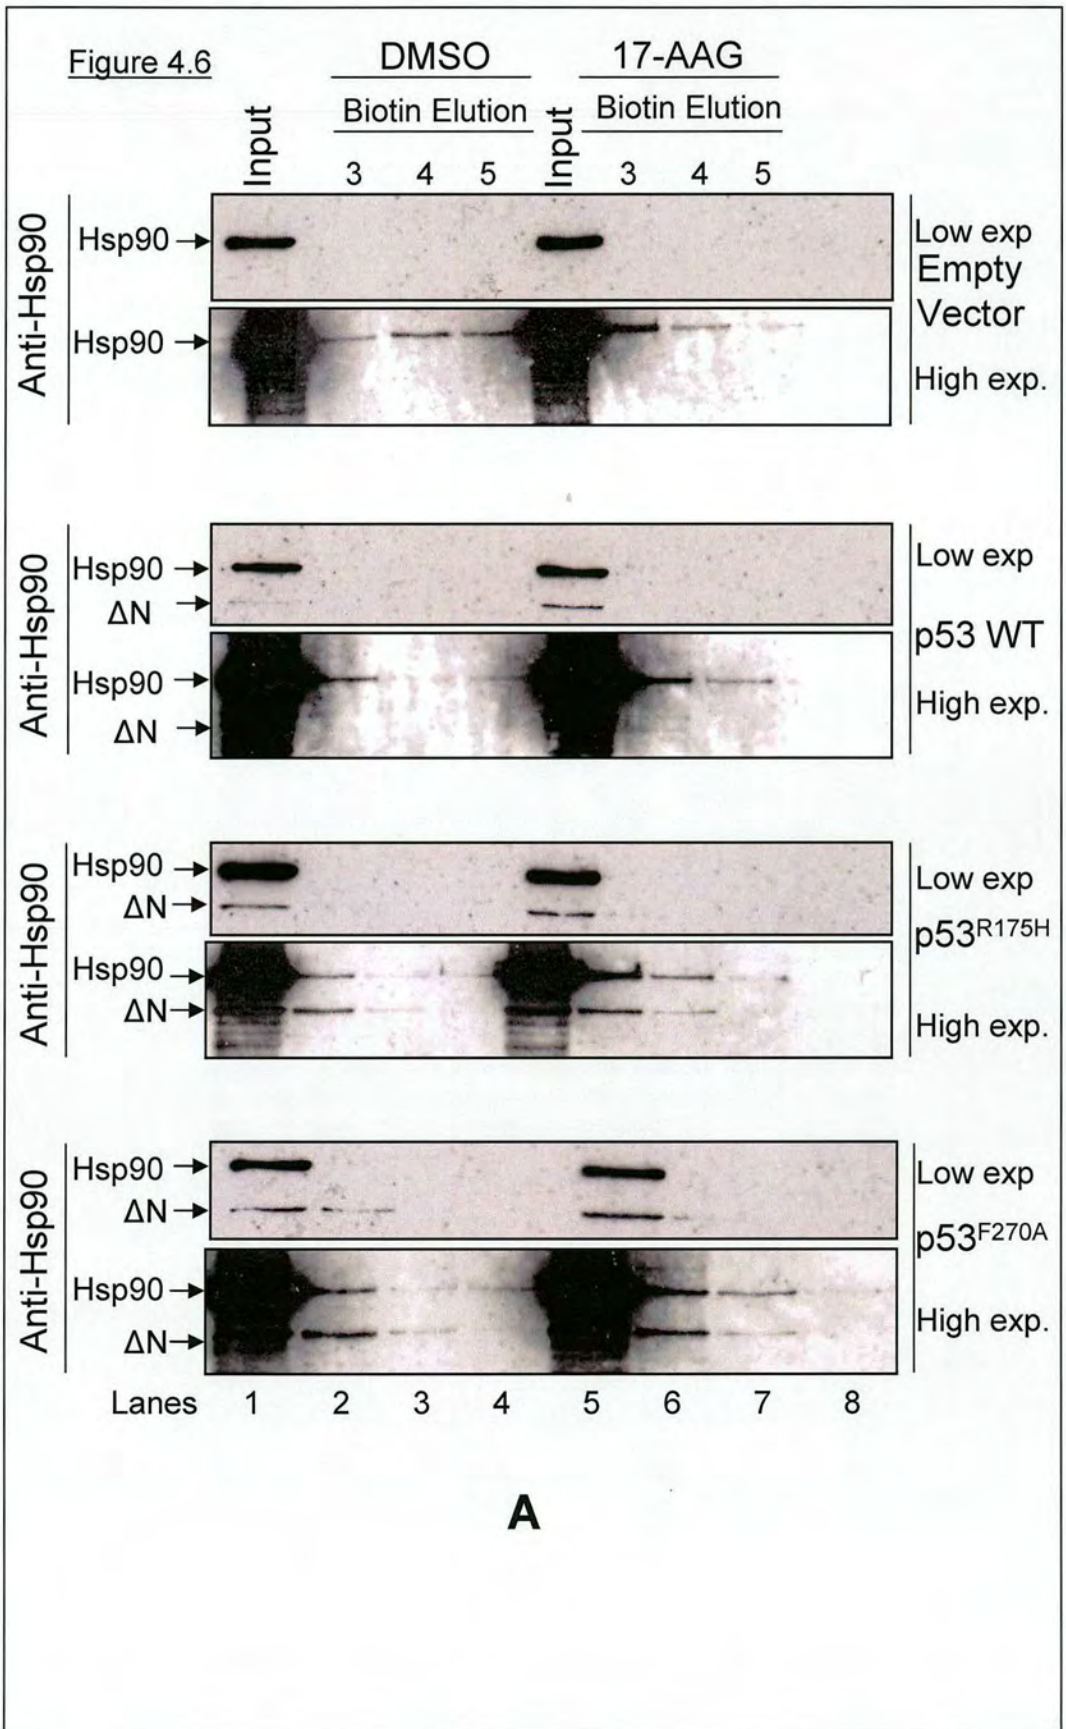 Figure 4.6
DMSO 17-AAG
Input Biotin Elution Input Biotin Elution
3 4 5 3 4 5
Anti-Hsp90
Hsp90
Low exp
Empty
Vector
Hsp90
High exp.
Anti-Hsp90
Hsp90
ΔN
Low exp
p53 WT
Hsp90
ΔN
High exp.
Anti-Hsp90
Hsp90
ΔN
Low exp
p53R175H
Hsp90
ΔN
High exp.
Anti-Hsp90
Hsp90
ΔN
Low exp
p53F270A
Hsp90
ΔN
High exp.
Lanes 1 2 3 4 5 6 7 8
A